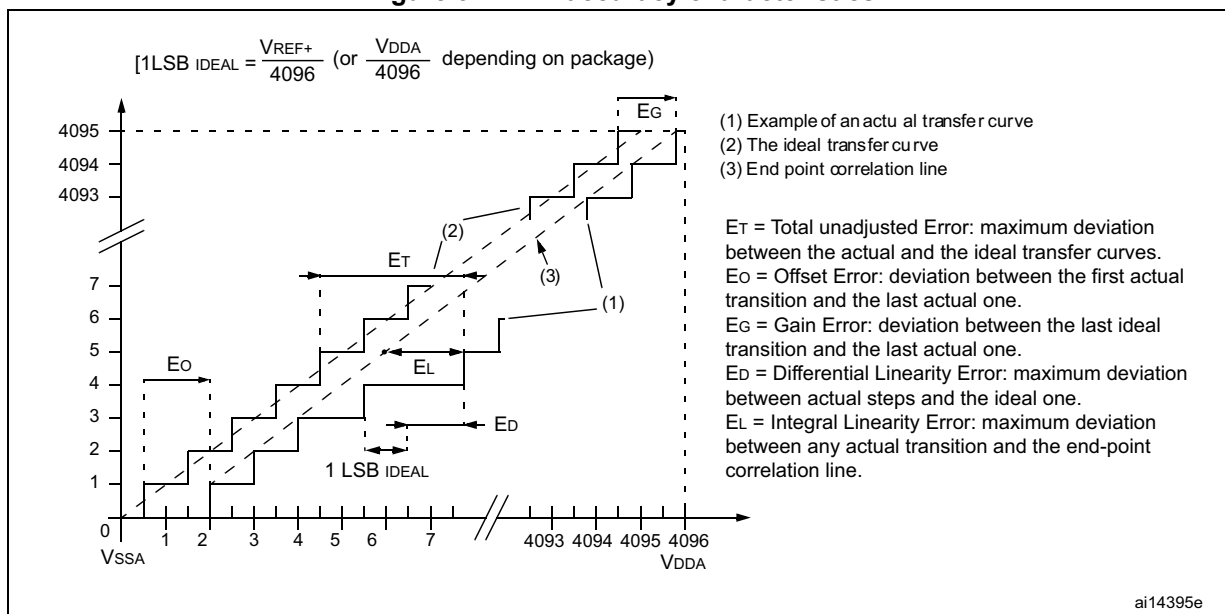 [1LSB IDEAL = VREF+ / 4096 (or VDDA / 4096 depending on package)
EG
4095
4094
4093
(1) Example of an actu al transfer curve
(2) The ideal transfer curve
(3) End point correlation line
ET = Total unadjusted Error: maximum deviation
between the actual and the ideal transfer curves.
EO = Offset Error: deviation between the first actual
transition and the last actual one.
EG = Gain Error: deviation between the last ideal
transition and the last actual one.
ED = Differential Linearity Error: maximum deviation
between actual steps and the ideal one.
EL = Integral Linearity Error: maximum deviation
between any actual transition and the end-point
correlation line.
(2)
ET
(3)
7
(1)
6
5
EO
EL
4
3
ED
2
1 LSB IDEAL
1
0
1 2 3 4 5 6 7 4093 4094 4095 4096
VSSA
VDDA
ai14395e